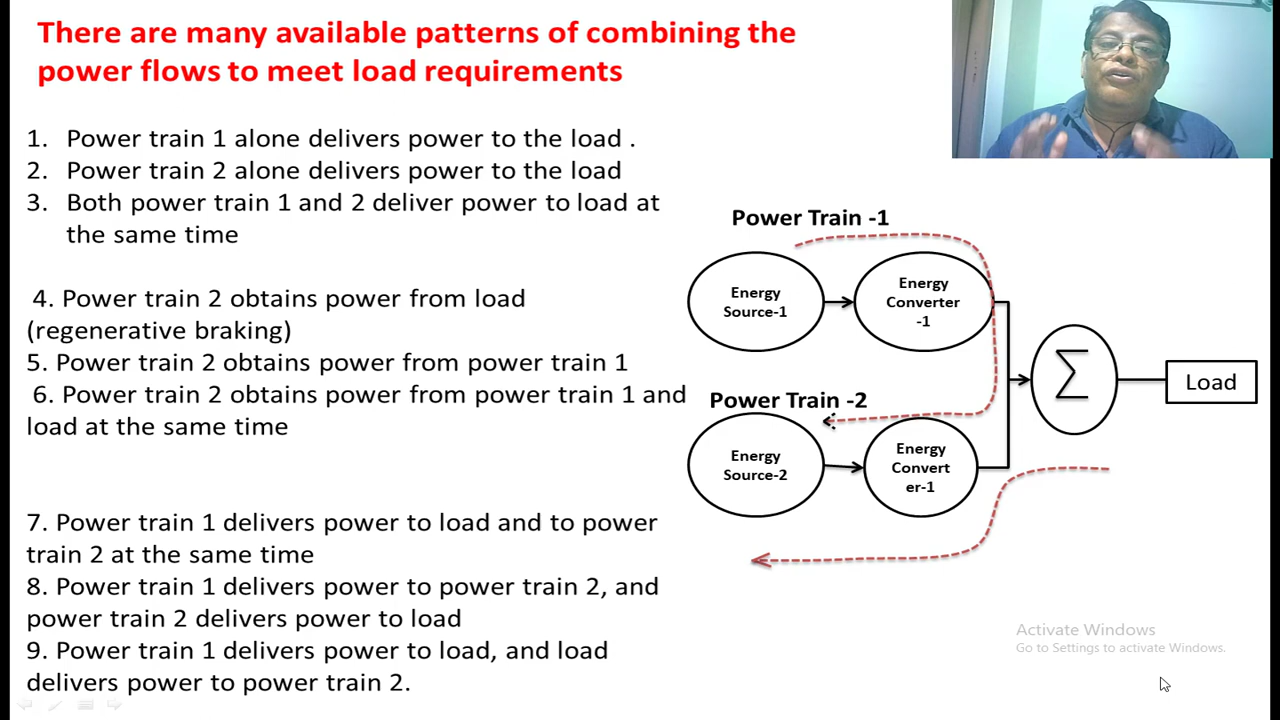 There are many available patterns of combining the
power flows to meet load requirements
1. Power train 1 alone delivers power to the load .
2. Power train 2 alone delivers power to the load
3. Both power train 1 and 2 deliver power to load at
the same time
4. Power train 2 obtains power from load
(regenerative braking)
5. Power train 2 obtains power from power train 1
6. Power train 2 obtains power from power train 1 and
load at the same time
7. Power train 1 delivers power to load and to power
train 2 at the same time
8. Power train 1 delivers power to power train 2, and
power train 2 delivers power to load
9. Power train 1 delivers power to load, and load
delivers power to power train 2.
Power Train -1
Energy
Source-1
Energy
Converter
-1
Σ
Load
Power Train -2
Energy
Source-2
Energy
Convert
er-1
Activate Windows
Go to Settings to activate Windows.